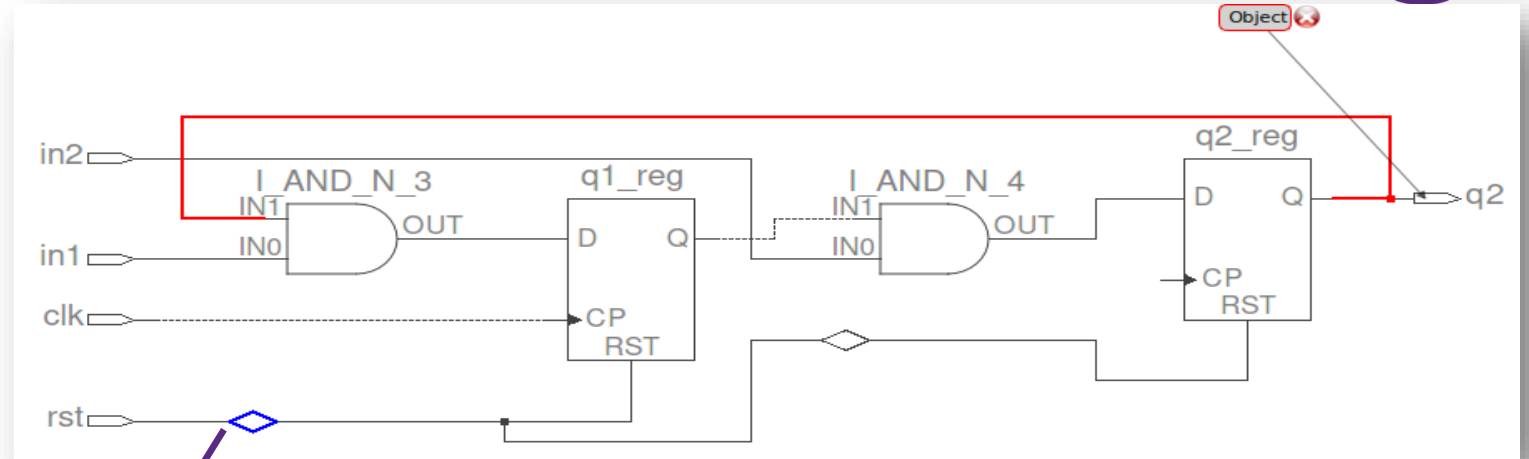 Object
q2_reg
in2
I_AND_N_3
q1_reg
I_AND_N_4
IN1
IN1
D
Q
q2
OUT
OUT
D
Q
IN0
IN0
in1
CP
RST
clk
CP
RST
rst